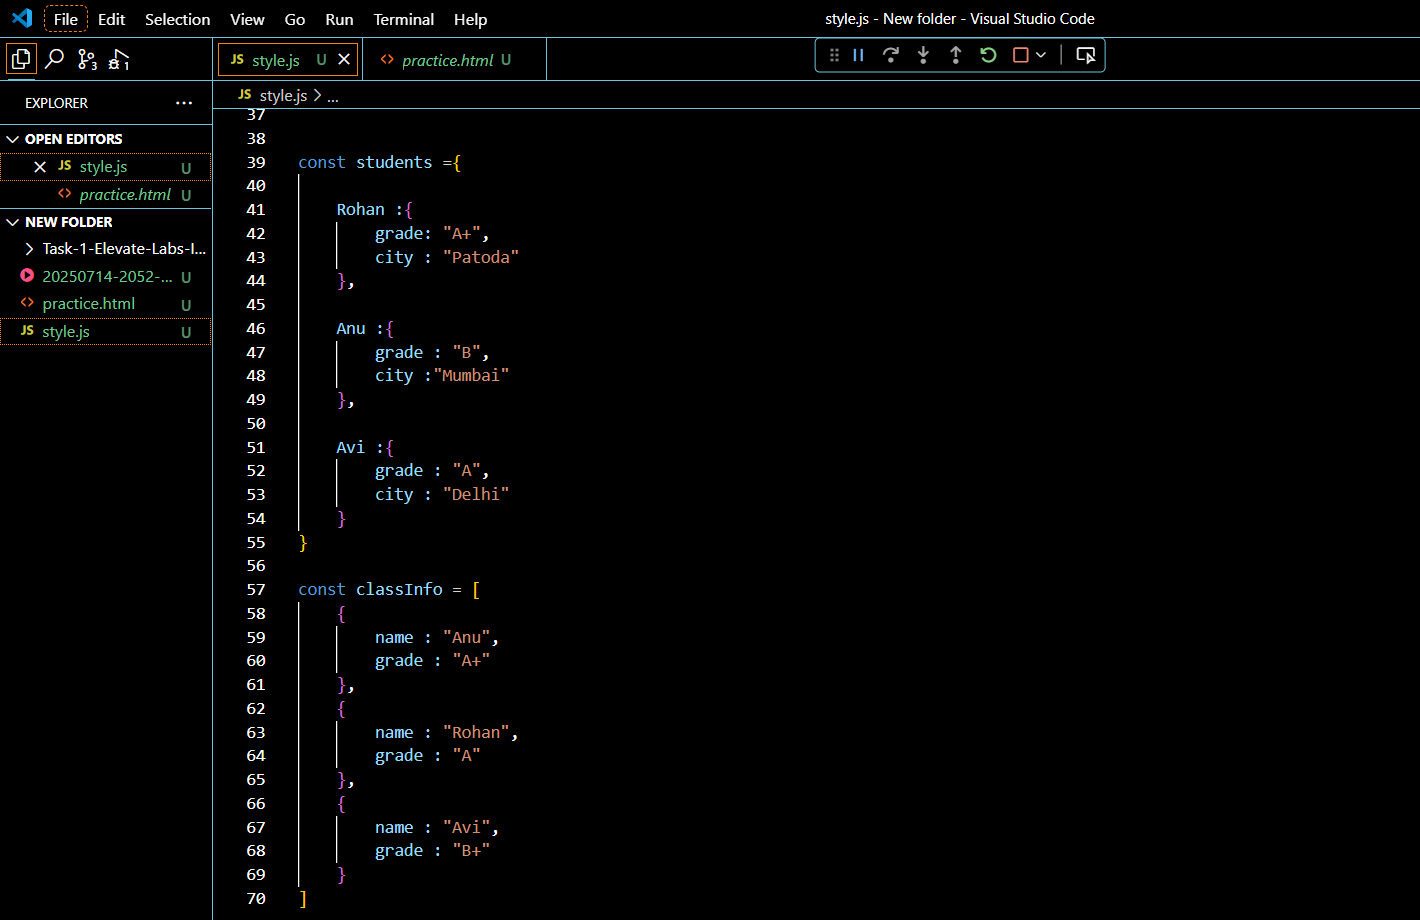 File Edit Selection View Go Run Terminal Help
style.js - New folder - Visual Studio Code
3
1
JS style.js U
<> practice.html U
EXPLORER ...
JS style.js > ...
OPEN EDITORS
JS style.js U
<> practice.html U
NEW FOLDER
Task-1-Elevate-Labs-I...
20250714-2052-... U
<> practice.html U
JS style.js U
37
38
39 const students ={
40
41 Rohan :{
42 grade: "A+",
43 city : "Patoda"
44 },
45
46 Anu :{
47 grade : "B",
48 city :"Mumbai"
49 },
50
51 Avi :{
52 grade : "A",
53 city : "Delhi"
54 }
55 }
56
57 const classInfo = [
58 {
59 name : "Anu",
60 grade : "A+"
61 },
62 {
63 name : "Rohan",
64 grade : "A"
65 },
66 {
67 name : "Avi",
68 grade : "B+"
69 }
70 ]